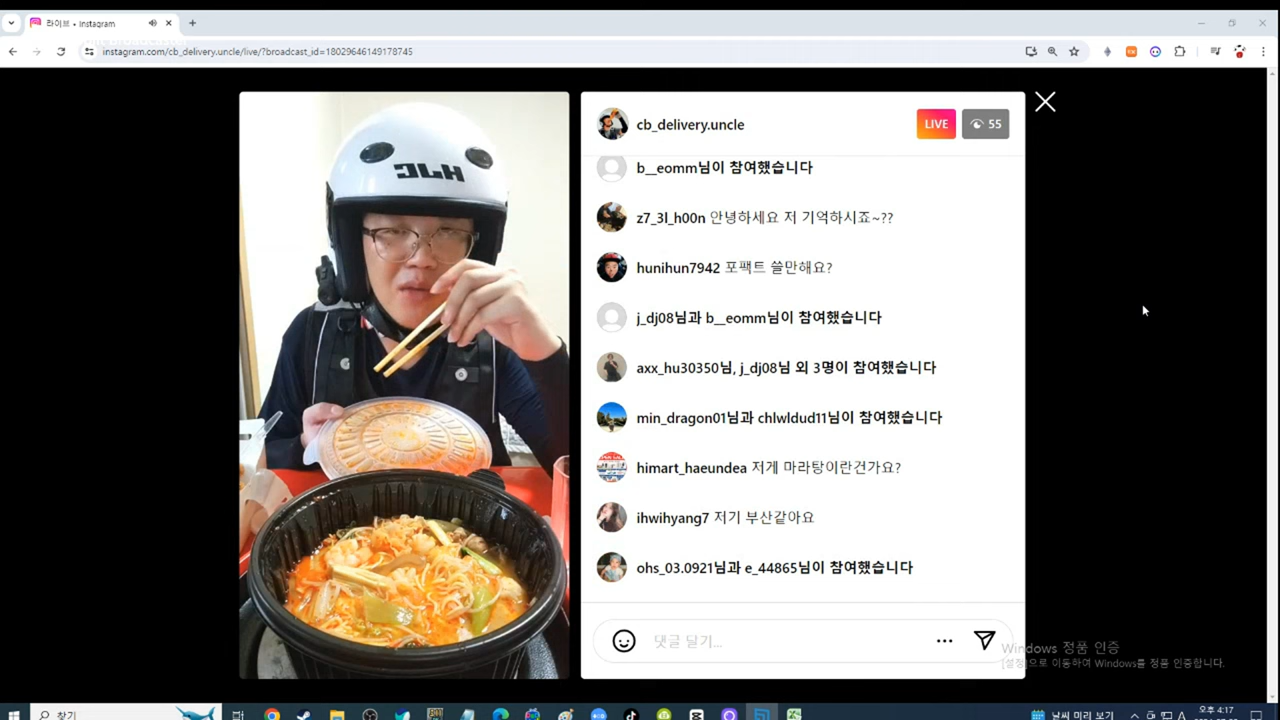 라이브 • Instagram
instagram.com/cb_delivery.uncle/live/?broadcast_id=18029646149178745
JLH
cb_delivery.uncle
LIVE
55
b__eomm님이 참여했습니다
z7_3l_h00n 안녕하세요 저 기억하시죠~??
hunihun7942 포팩트 쓸만해요?
j_dj08님과 b__eomm님이 참여했습니다
axx_hu30350님, j_dj08님 외 3명이 참여했습니다
min_dragon01님과 chlwldud11님이 참여했습니다
himart_haeundea 저게 마라탕이란건가요?
ihwihyang7 저기 부산같아요
ohs_03.0921님과 e_44865님이 참여했습니다
댓글 달기...
Windows 정품 인증
[설정]으로 이동하여 Windows를 정품 인증합니다.
찾기
날씨 미리 보기
A
오후 4:17